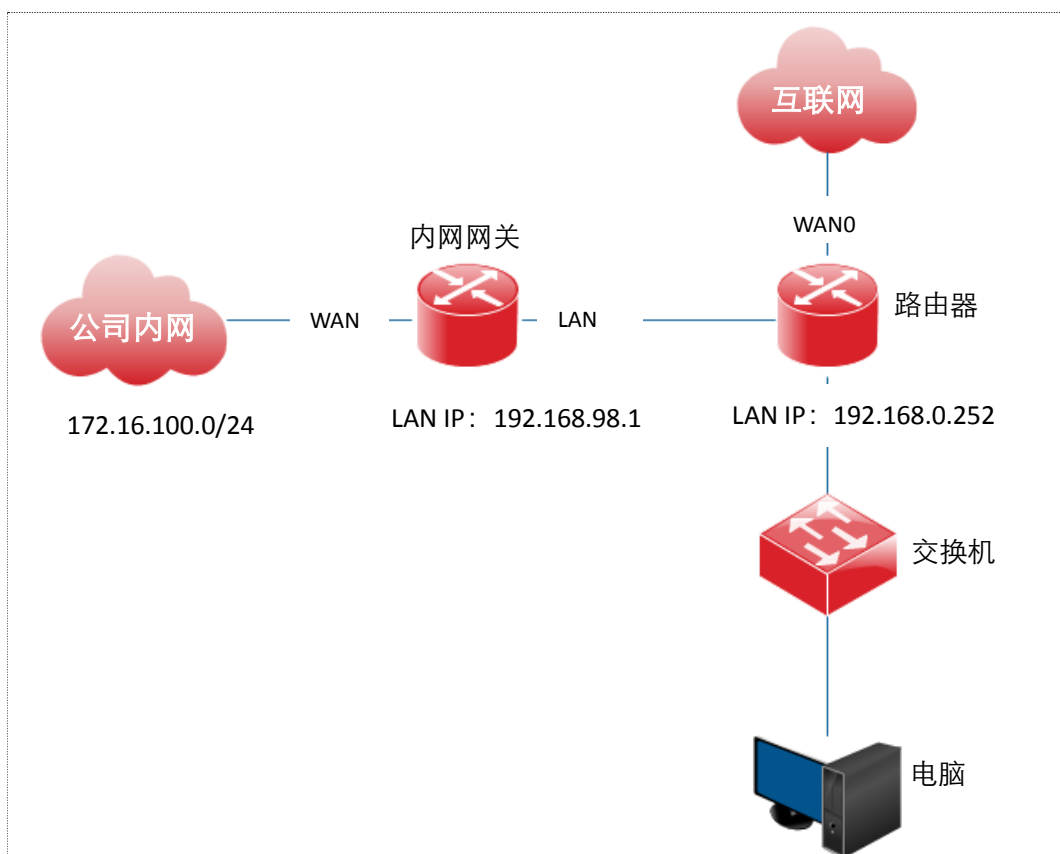 互联网
WAN0
内网网关
路由器
公司内网
WAN
LAN
172.16.100.0/24
LAN IP：192.168.98.1
LAN IP：192.168.0.252
交换机
电脑